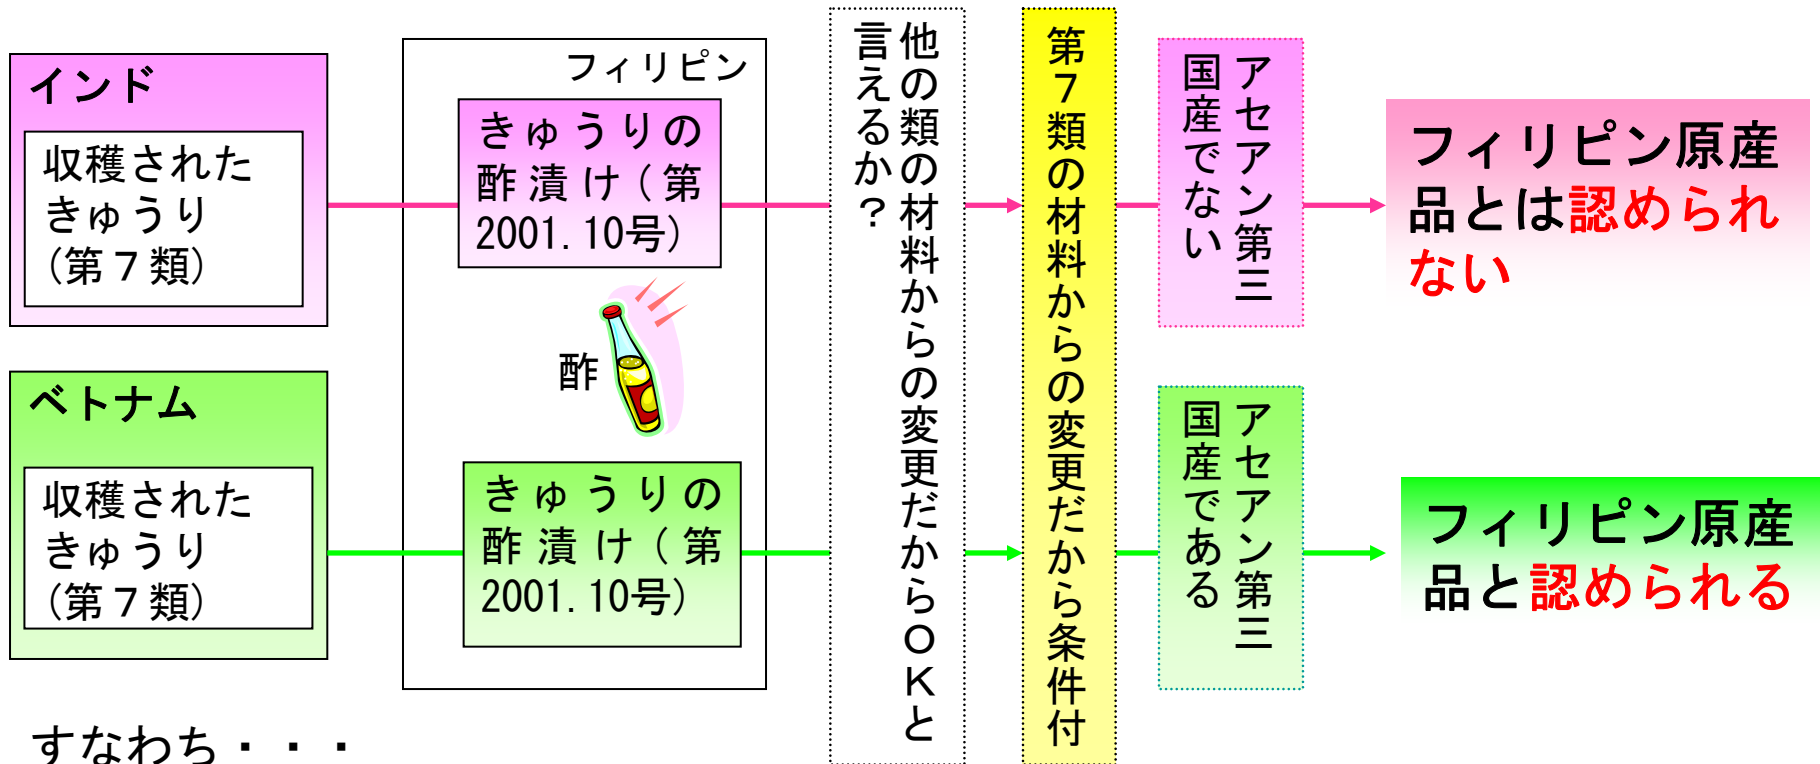 インド
収穫された
きゅうり
(第７類)
ベトナム
収穫された
きゅうり
(第７類)
フィリピン
きゅうりの
酢漬け（第
2001.10号)
酢
きゅうりの
酢漬け（第
2001.10号)
他の類の材料からの変更だからＯＫと
言えるか？
第７類の材料からの変更だから条件付
アセアン第三
国産でない
アセアン第三
国産である
フィリピン原産
品とは認められ
ない
フィリピン原産
品と認められる
すなわち・・・